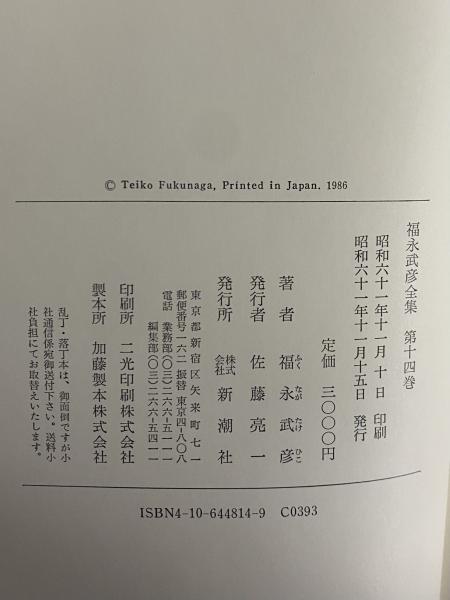 © Teiko Fukunaga, Printed in Japan. 1986
福永武彦全集 第十四巻
昭和六十一年十一月 十 日 印刷
昭和六十一年十一月十五日 発行
定価 三〇〇〇円
著者 福永武彦
ふく なが たけ ひこ
発行者 佐藤亮一
発行所 株式会社 新潮社
東京都新宿区矢来町七一
郵便番号一六二 振替 東京四-八〇八
電話 業務部(〇三)二六六-五一一一
編集部(〇三)二六六-五四一一
印刷所 二光印刷株式会社
製本所 加藤製本株式会社
乱丁・落丁本は、御面倒ですが小
社通信係宛御送付下さい。送料小
社負担にてお取替えいたします。
ISBN4-10-644814-9 C0393